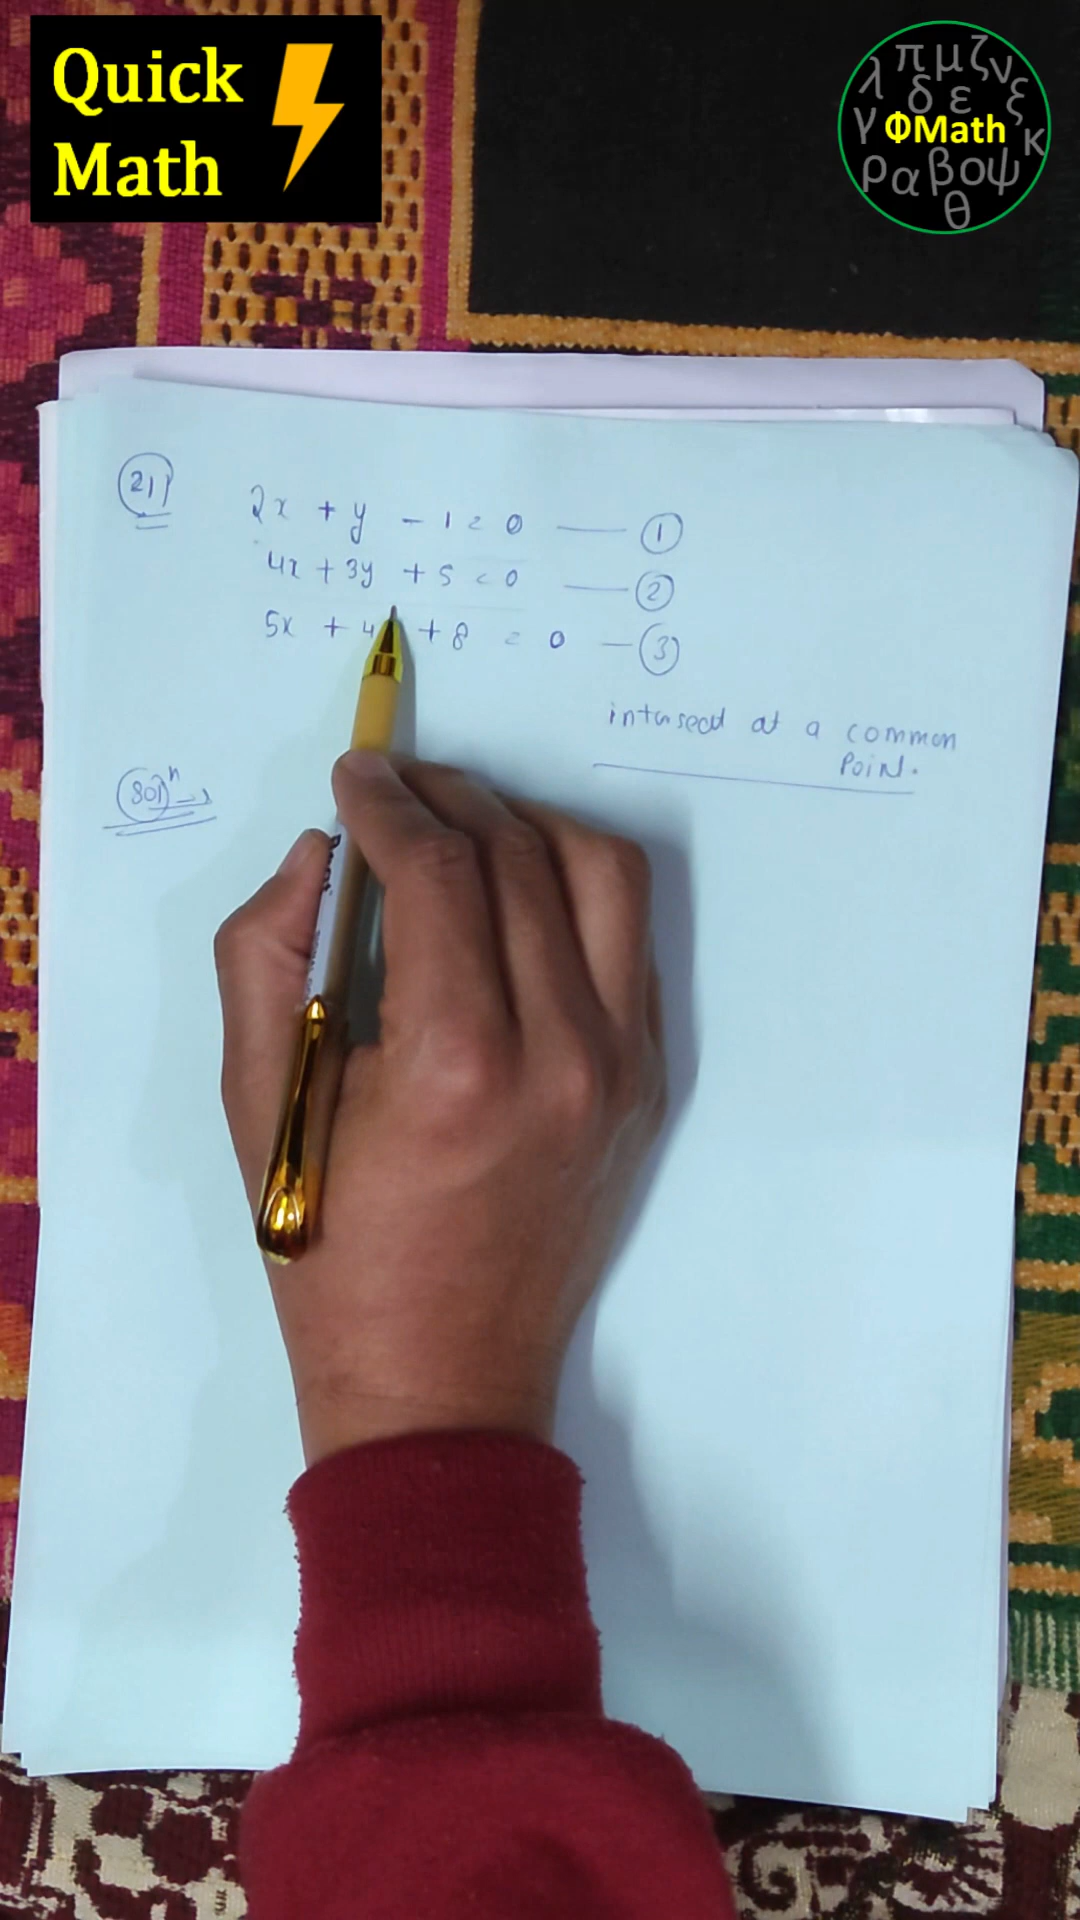 Quick
Math
λ π μ ζ ν ξ
γ δ ε κ
ΦMath
ρ α β ο ψ
θ
21)
2x + y - 1 = 0 — 1
4x + 3y + 5 = 0 — 2
5x + 4 + 8 = 0 — 3
intersect at a common
Point.
Solⁿ →